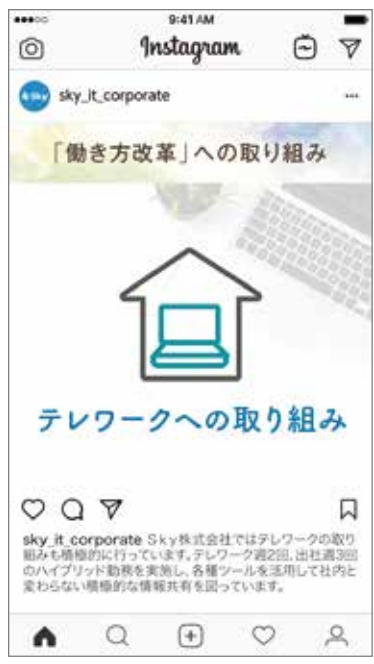 9:41 AM
Instagram
Sky
sky_it_corporate
「働き方改革」への取り組み
テレワークへの取り組み
sky_it_corporate Sky株式会社ではテレワークの取り
組みも積極的に行っています。テレワーク週2回、出社週3回
のハイブリッド勤務を実施し、各種ツールを活用して社内と
変わらない積極的な情報共有を図っています。